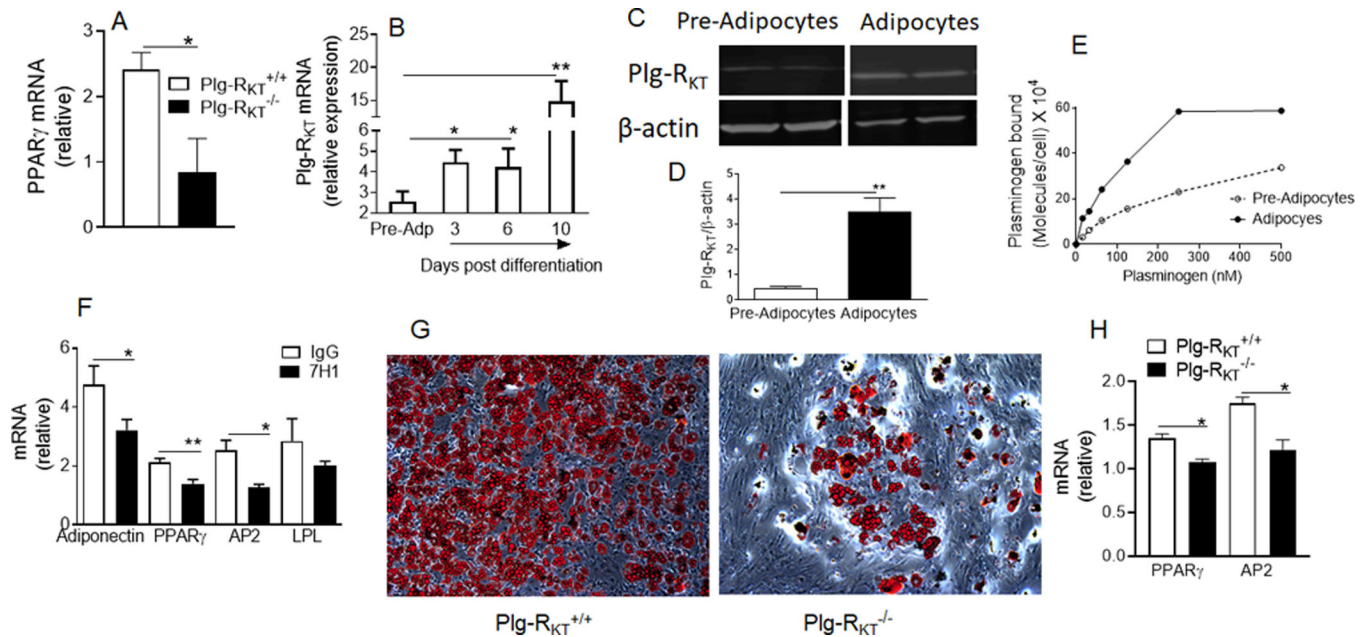 A
PPARγ mRNA
(relative)
3
2
1
0
*
Plg-RKT+/+
Plg-RKT-/-
B
Plg-RKT mRNA
(relative expression)
25
20
15
10
6
5
4
3
2
*
*
**
Pre-Adp 3 6 10
Days post differentiation
C
Pre-Adipocytes Adipocytes
Plg-RKT
β-actin
D
Plg-RKT/β-actin
5
4
3
2
1
0
**
Pre-Adipocytes Adipocytes
E
Plasminogen bound
(Molecules/cell) X 10⁴
60
40
20
0
0 100 200 300 400 500
Plasminogen (nM)
Pre-Adipocytes
Adipocyes
F
mRNA
(relative)
6
4
2
0
*
**
*
IgG
7H1
Adiponectin PPARγ AP2 LPL
G
Plg-RKT+/+ Plg-RKT-/-
H
Plg-RKT+/+
Plg-RKT-/-
mRNA
(relative)
2.0
1.5
1.0
0.5
0.0
*
*
PPARγ AP2